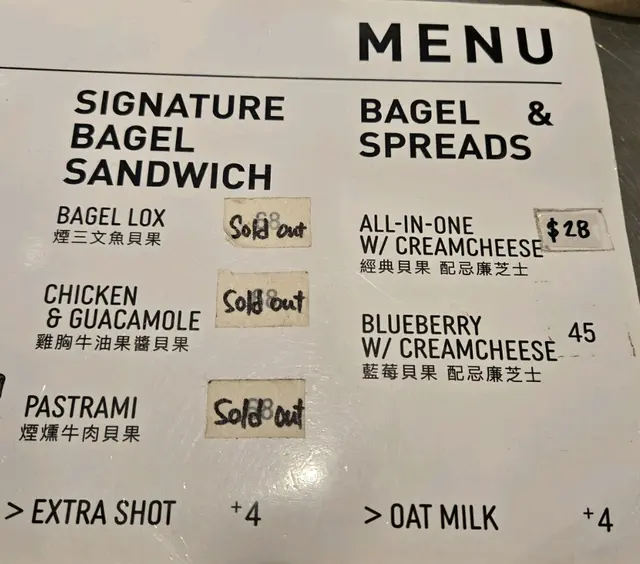 MENU
SIGNATURE
BAGEL
SANDWICH
BAGEL LOX Sold out
煙三文魚貝果
CHICKEN
& GUACAMOLE Sold out
雞胸牛油果醬貝果
PASTRAMI Sold out
煙燻牛肉貝果
> EXTRA SHOT +4
BAGEL &
SPREADS
ALL-IN-ONE
W/ CREAMCHEESE $28
經典貝果 配忌廉芝士
BLUEBERRY
W/ CREAMCHEESE 45
藍莓貝果 配忌廉芝士
> OAT MILK +4